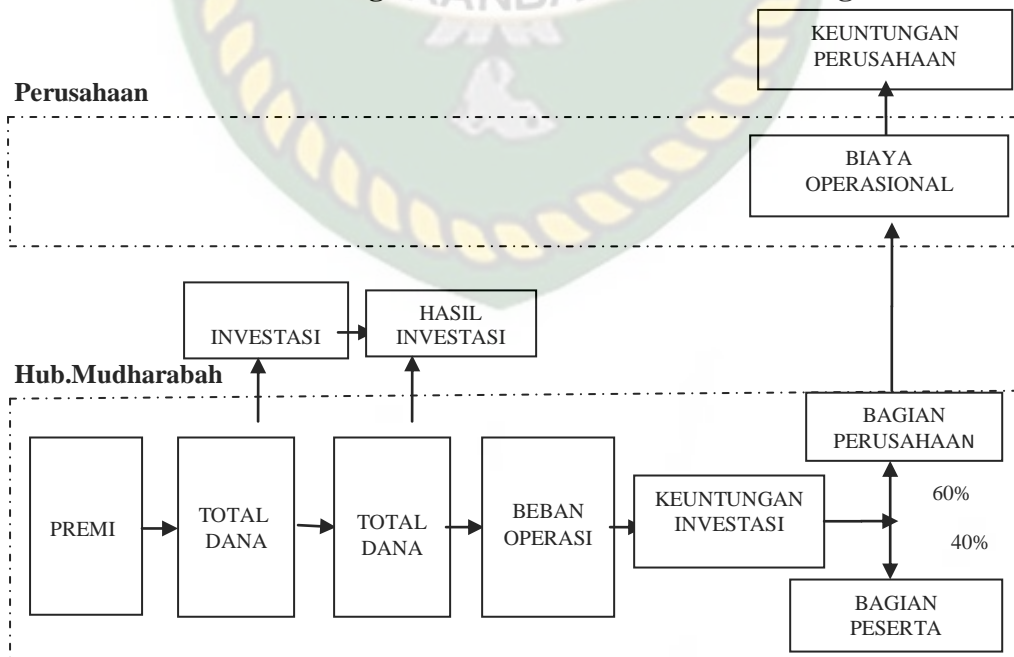 KEUNTUNGAN
PERUSAHAAN
Perusahaan
BIAYA
OPERASIONAL
INVESTASI
HASIL
INVESTASI
Hub.Mudharabah
BAGIAN
PERUSAHAAN
60%
PREMI
TOTAL
DANA
TOTAL
DANA
BEBAN
OPERASI
KEUNTUNGAN
INVESTASI
40%
BAGIAN
PESERTA